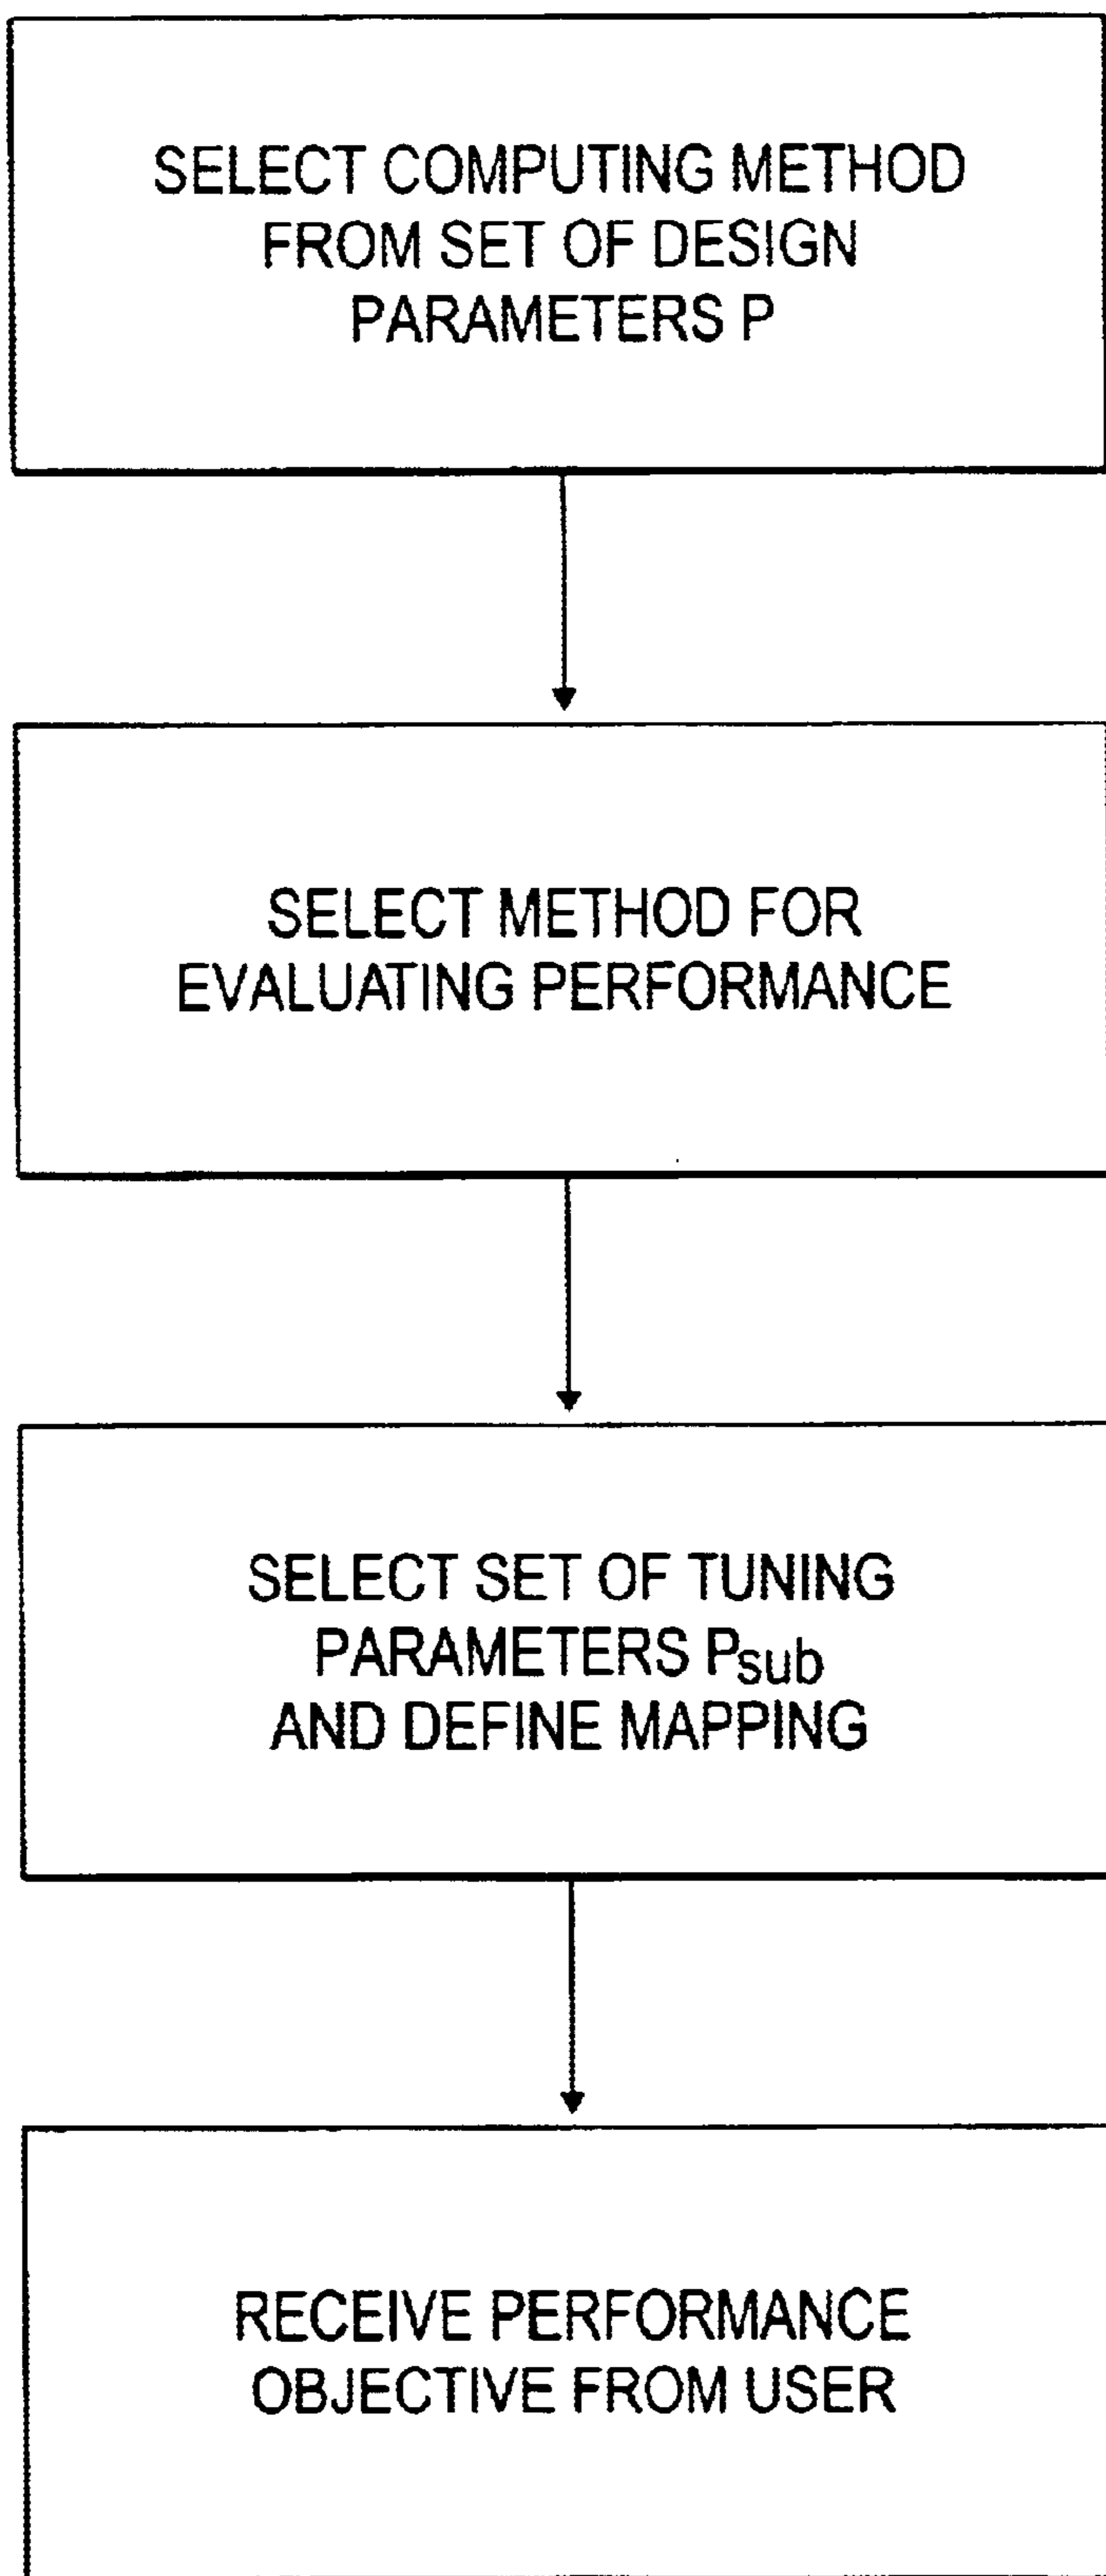 SELECT COMPUTING METHOD
FROM SET OF DESIGN
PARAMETERS P
SELECT METHOD FOR
EVALUATING PERFORMANCE
SELECT SET OF TUNING
PARAMETERS Psub
AND DEFINE MAPPING
RECEIVE PERFORMANCE
OBJECTIVE FROM USER